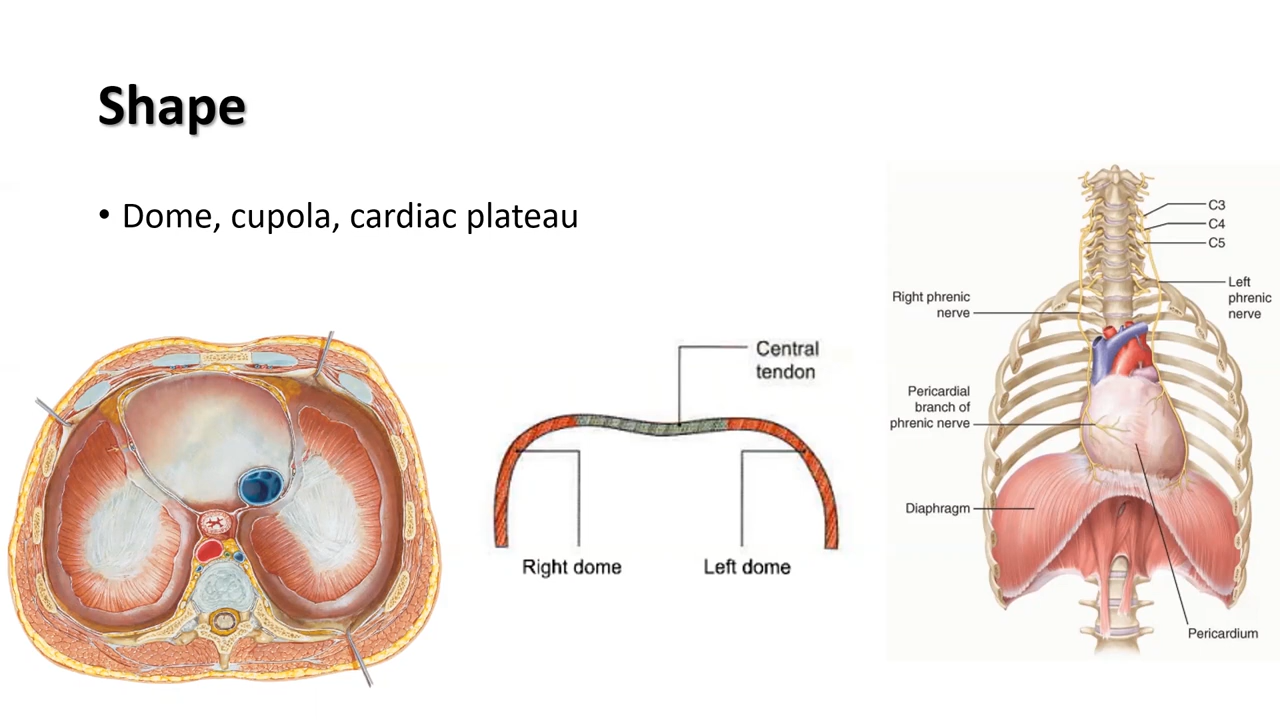 Shape
• Dome, cupola, cardiac plateau
Central
tendon
Right dome
Left dome
C3
C4
C5
Left
phrenic
nerve
Right phrenic
nerve
Pericardial
branch of
phrenic nerve
Diaphragm
Pericardium